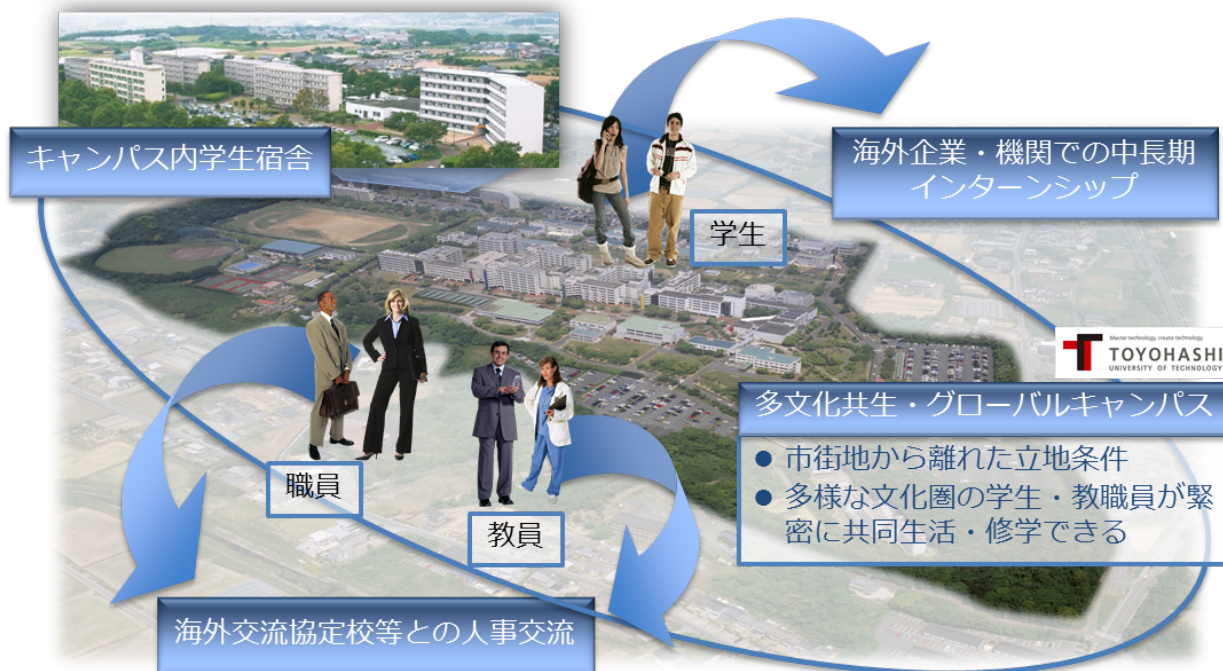 キャンパス内学生宿舎
海外企業・機関での中長期
インターンシップ
学生
Master technology, create technology
TOYOHASHI
UNIVERSITY OF TECHNOLOGY
多文化共生・グローバルキャンパス
● 市街地から離れた立地条件
● 多様な文化圏の学生・教職員が緊
密に共同生活・修学できる
職員
教員
海外交流協定校等との人事交流